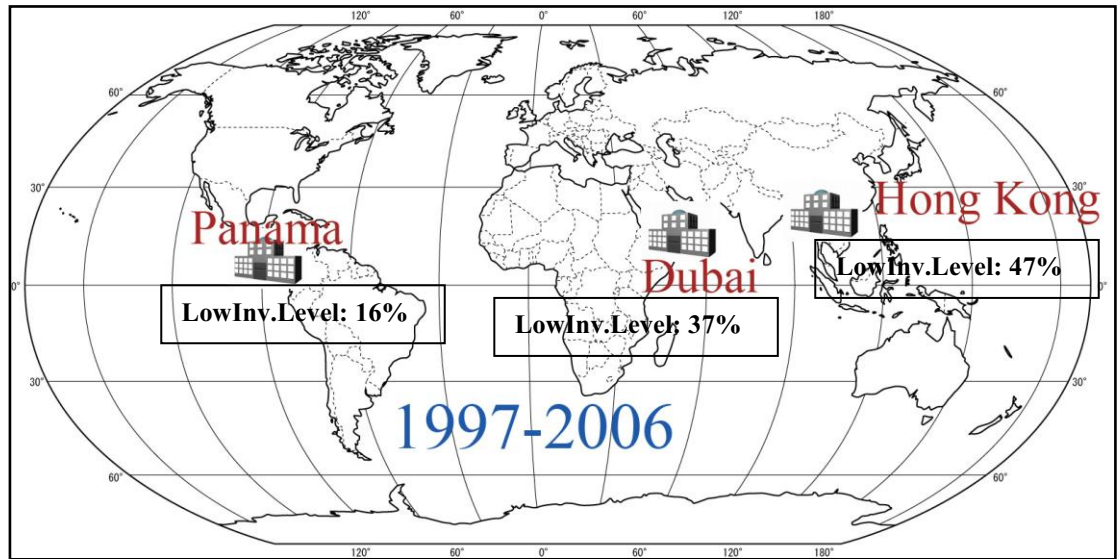 120° 60° 0° 60° 120° 180°
60° 60°
30° 30°
Hong Kong
Panama
Dubai
LowInv.Level: 47%
0° 0°
LowInv.Level: 16%
LowInv.Level: 37%
30° 30°
1997-2006
60° 60°
120° 60° 0° 60° 120° 180°